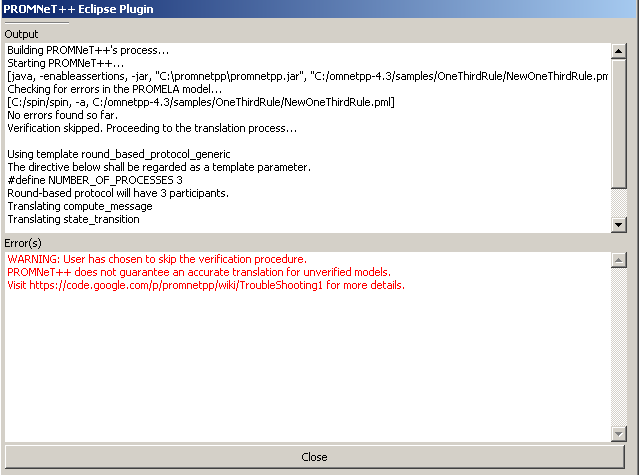 PROMNeT++ Eclipse Plugin
Output
Building PROMNeT++'s process...
Starting PROMNeT++...
[java, -enableassertions, -jar, "C:\promnetpp\promnetpp.jar", "C:/omnetpp-4.3/samples/OneThirdRule/NewOneThirdRule.pm
Checking for errors in the PROMELA model...
[C:/spin/spin, -a, C:/omnetpp-4.3/samples/OneThirdRule/NewOneThirdRule.pml]
No errors found so far.
Verification skipped. Proceeding to the translation process...
Using template round_based_protocol_generic
The directive below shall be regarded as a template parameter.
#define NUMBER_OF_PROCESSES 3
Round-based protocol will have 3 participants.
Translating compute_message
Translating state_transition
Error(s)
WARNING: User has chosen to skip the verification procedure.
PROMNeT++ does not guarantee an accurate translation for unverified models.
Visit https://code.google.com/p/promnetpp/wiki/TroubleShooting1 for more details.
Close